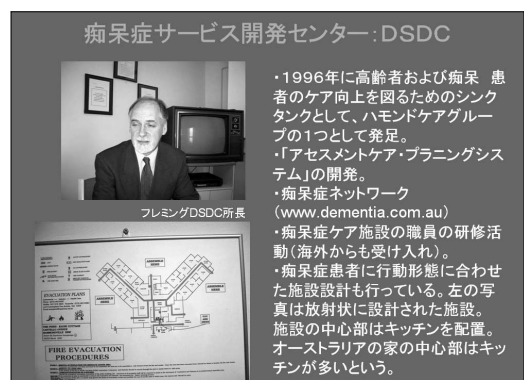 痴呆症サービス開発センター：DSDC
・1996年に高齢者および痴呆　患
者のケア向上を図るためのシンク
タンクとして、ハモンドケアグルー
プの1つとして発足。
・「アセスメントケア・プラニングシス
テム」の開発。
・痴呆症ネットワーク
（www.dementia.com.au）
・痴呆症ケア施設の職員の研修活
動（海外からも受け入れ）。
・痴呆症患者に行動形態に合わせ
た施設設計も行っている。左の写
真は放射状に設計された施設。
施設の中心部はキッチンを配置。
オーストラリアの家の中心部はキッ
チンが多いという。
フレミングDSDC所長
ASSEMBLE
HERE
ASSEMBLE
HERE
ASSEMBLE
HERE
EVACUATION PLANS
FIRE EVACUATION
PROCEDURES